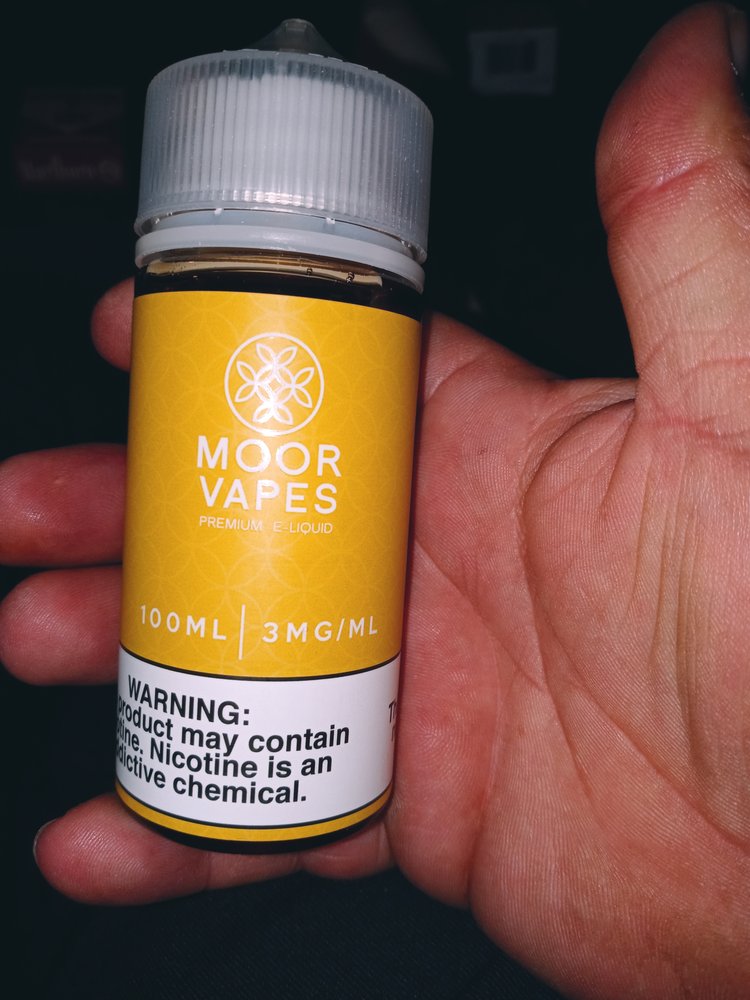 MOOR
VAPES
PREMIUM E-LIQUID
100ML | 3MG/ML
WARNING:
product may contain
tine. Nicotine is an
dictive chemical.